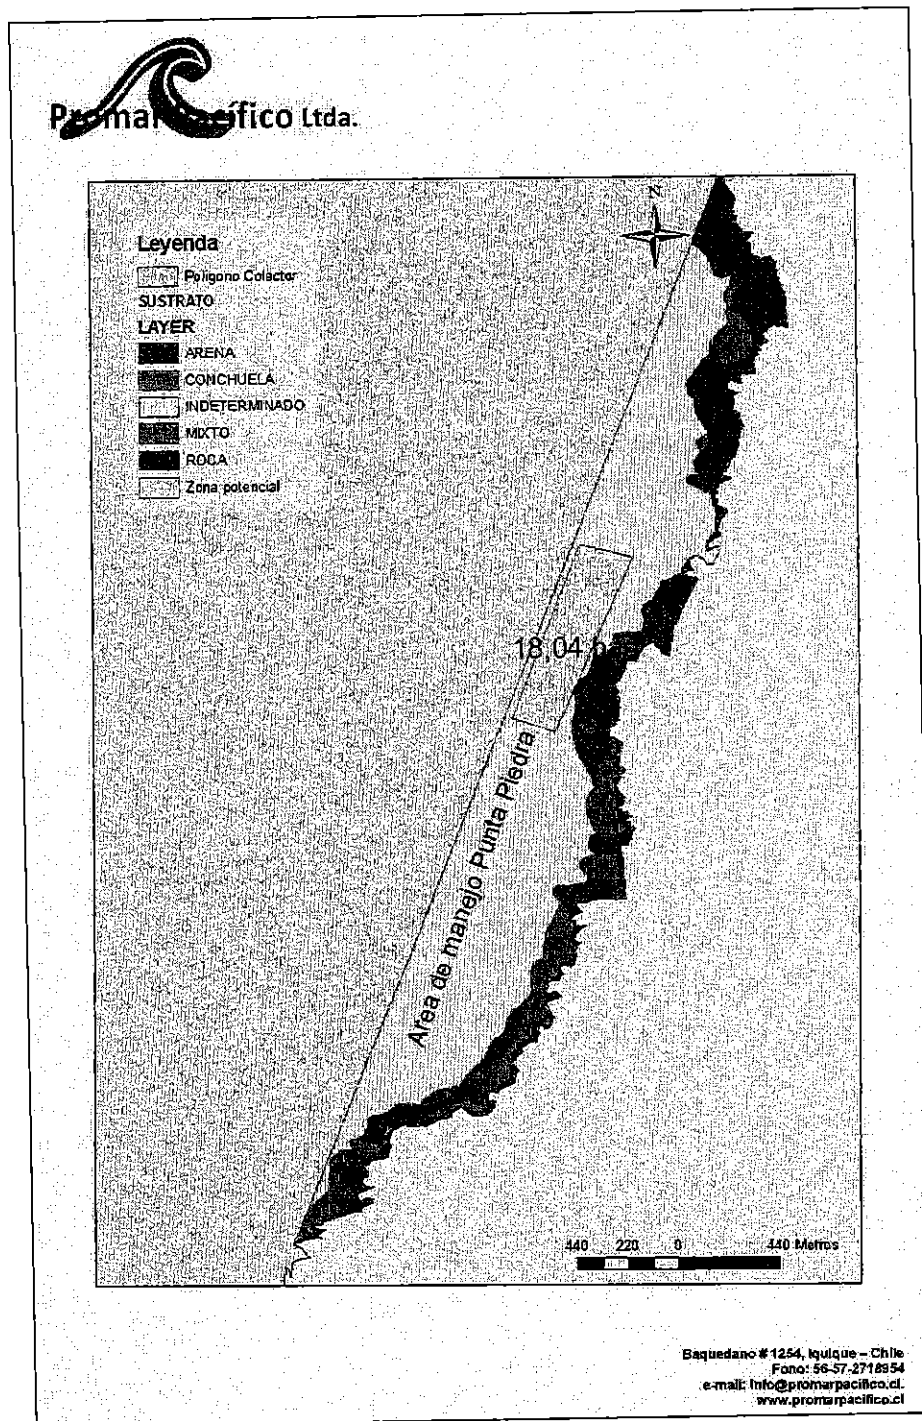 Promar Pacífico Ltda.
N
Leyenda
Poligono Colector
SUSTRATO
LAYER
ARENA
CONCHUELA
INDETERMINADO
MIXTO
ROCA
Zona potencial
18,04
Area de manejo Punta Piedra
440 220 0 440 Metros
Baquedano # 1254, Iquique – Chile
Fono: 56-57-2718954
e-mail: info@promarpacifico.cl.
www.promarpacifico.cl